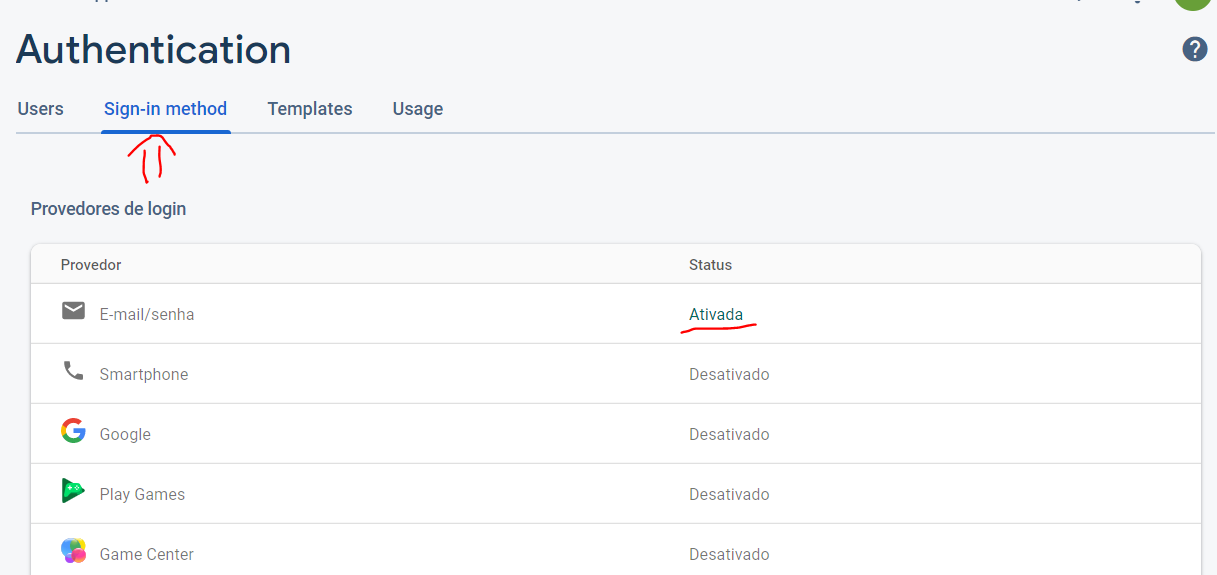 Authentication
?
Users Sign-in method Templates Usage
Provedores de login
Provedor Status
E-mail/senha Ativada
Smartphone Desativado
Google Desativado
Play Games Desativado
Game Center Desativado